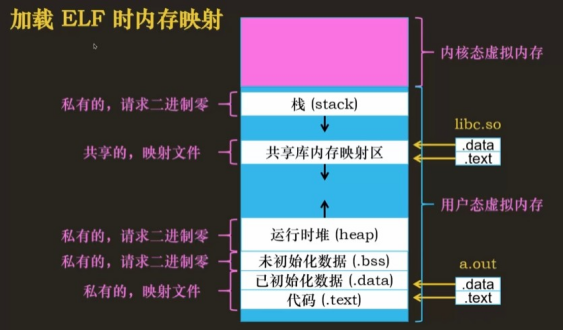 加载 ELF 时内存映射
内核态虚拟内存
私有的，请求二进制零
栈 (stack)
libc.so
共享的，映射文件
共享库内存映射区
.data
.text
用户态虚拟内存
私有的，请求二进制零
运行时堆 (heap)
私有的，请求二进制零
未初始化数据 (.bss)
a.out
私有的，映射文件
已初始化数据 (.data)
.data
代码 (.text)
.text